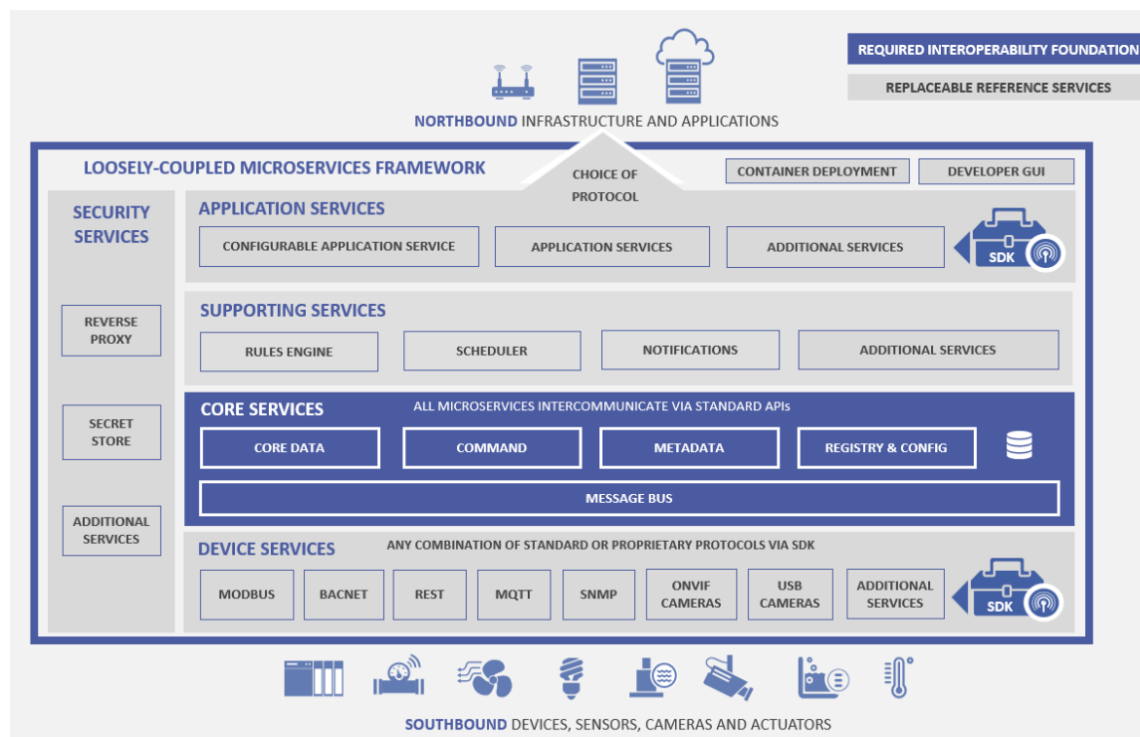 REQUIRED INTEROPERABILITY FOUNDATION
REPLACEABLE REFERENCE SERVICES
NORTHBOUND INFRASTRUCTURE AND APPLICATIONS
LOOSELY-COUPLED MICROSERVICES FRAMEWORK
CHOICE OF
PROTOCOL
CONTAINER DEPLOYMENT
DEVELOPER GUI
SECURITY
SERVICES
REVERSE
PROXY
SECRET
STORE
ADDITIONAL
SERVICES
APPLICATION SERVICES
CONFIGURABLE APPLICATION SERVICE
APPLICATION SERVICES
ADDITIONAL SERVICES
SDK
SUPPORTING SERVICES
RULES ENGINE
SCHEDULER
NOTIFICATIONS
ADDITIONAL SERVICES
CORE SERVICES
ALL MICROSERVICES INTERCOMMUNICATE VIA STANDARD APIs
CORE DATA
COMMAND
METADATA
REGISTRY & CONFIG
MESSAGE BUS
DEVICE SERVICES
ANY COMBINATION OF STANDARD OR PROPRIETARY PROTOCOLS VIA SDK
MODBUS
BACNET
REST
MQTT
SNMP
ONVIF
CAMERAS
USB
CAMERAS
ADDITIONAL
SERVICES
SDK
SOUTHBOUND DEVICES, SENSORS, CAMERAS AND ACTUATORS